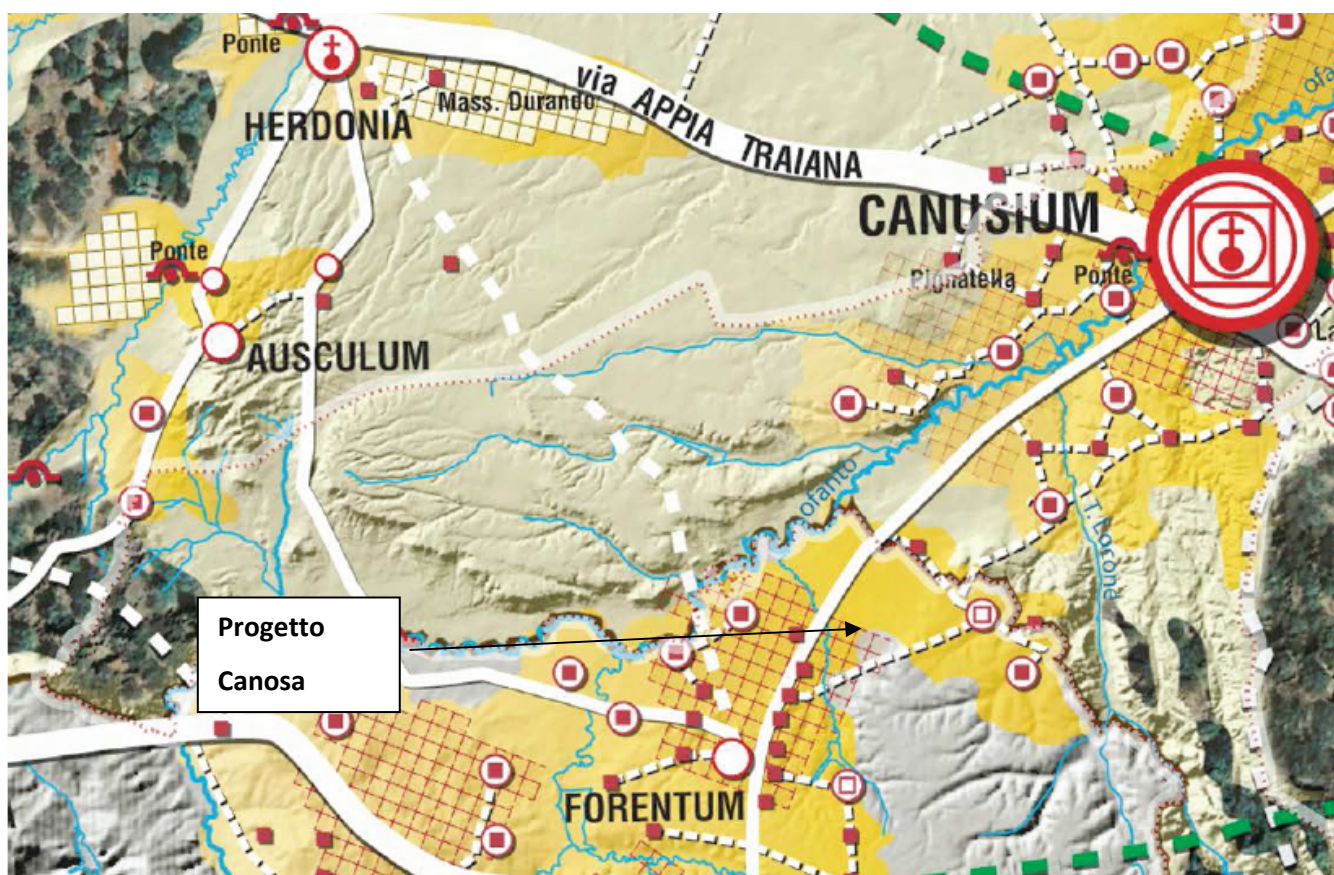 Ponte
HERDONIA
Mass. Durando
via APPIA TRAIANA
CANUSIUM
Ponte
Pignatella
Ponte
AUSCULUM
T. Locone
ofanto
Progetto
Canosa
FORENTUM